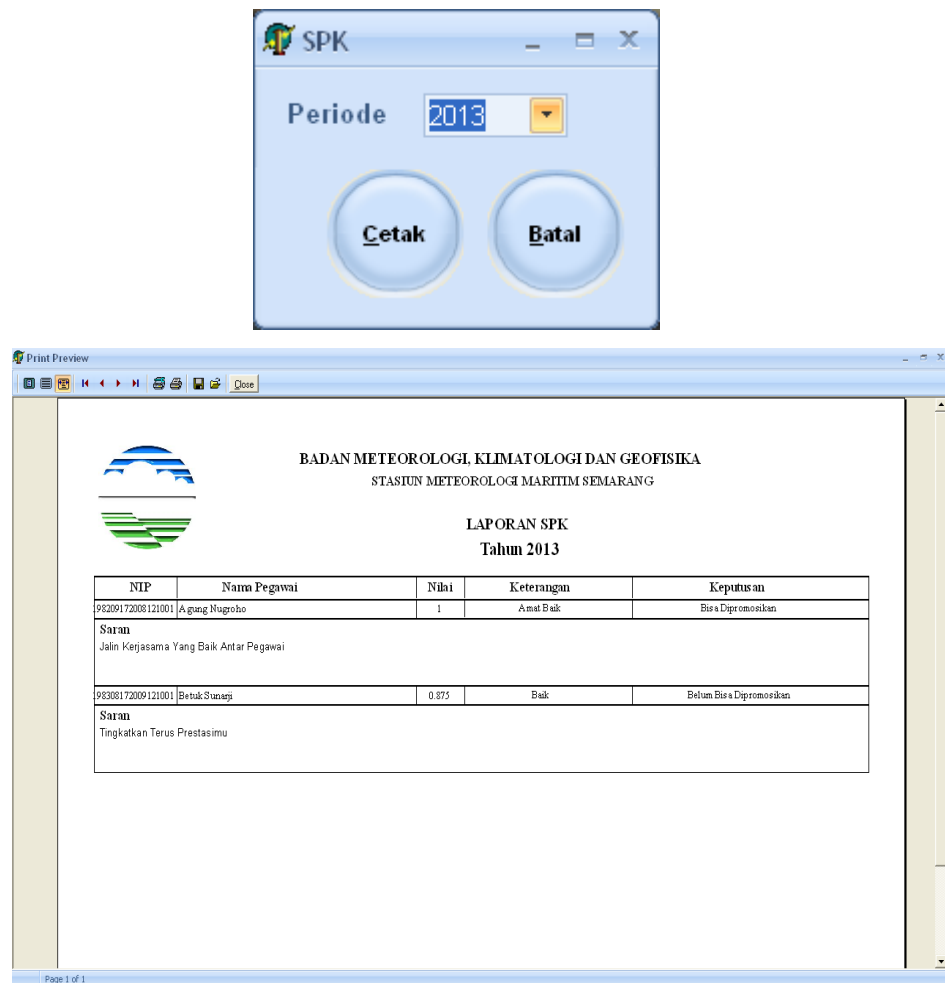 SPK
Periode 2013
Cetak Batal
Print Preview
Close
BADAN METEOROLOGI, KLIMATOLOGI DAN GEOFISIKA
STASIUN METEOROLOGI MARITIM SEMARANG
LAPORAN SPK
Tahun 2013
NIP Nama Pegawai Nilai Keterangan Keputusan
198209172008121001 Agung Nugroho 1 Amat Baik Bisa Dipromosikan
Saran
Jalin Kerjasama Yang Baik Antar Pegawai
198308172009121001 Betuk Sunarji 0.875 Baik Belum Bisa Dipromosikan
Saran
Tingkatkan Terus Prestasimu
Page 1 of 1